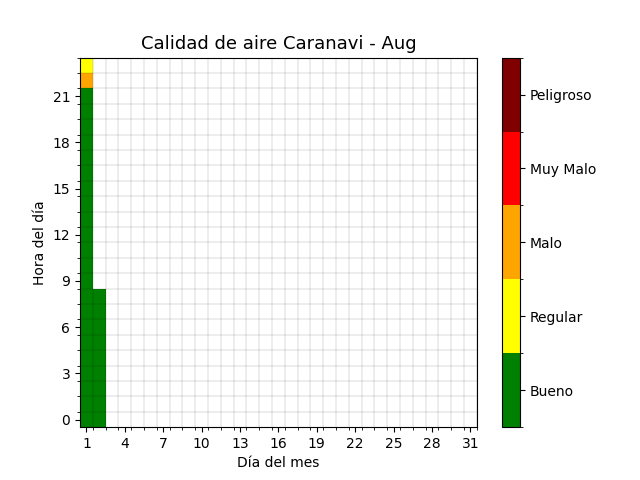 Calidad de aire Caranavi - Aug
Hora del día
21
18
15
12
9
6
3
0
1 4 7 10 13 16 19 22 25 28 31
Día del mes
Peligroso
Muy Malo
Malo
Regular
Bueno